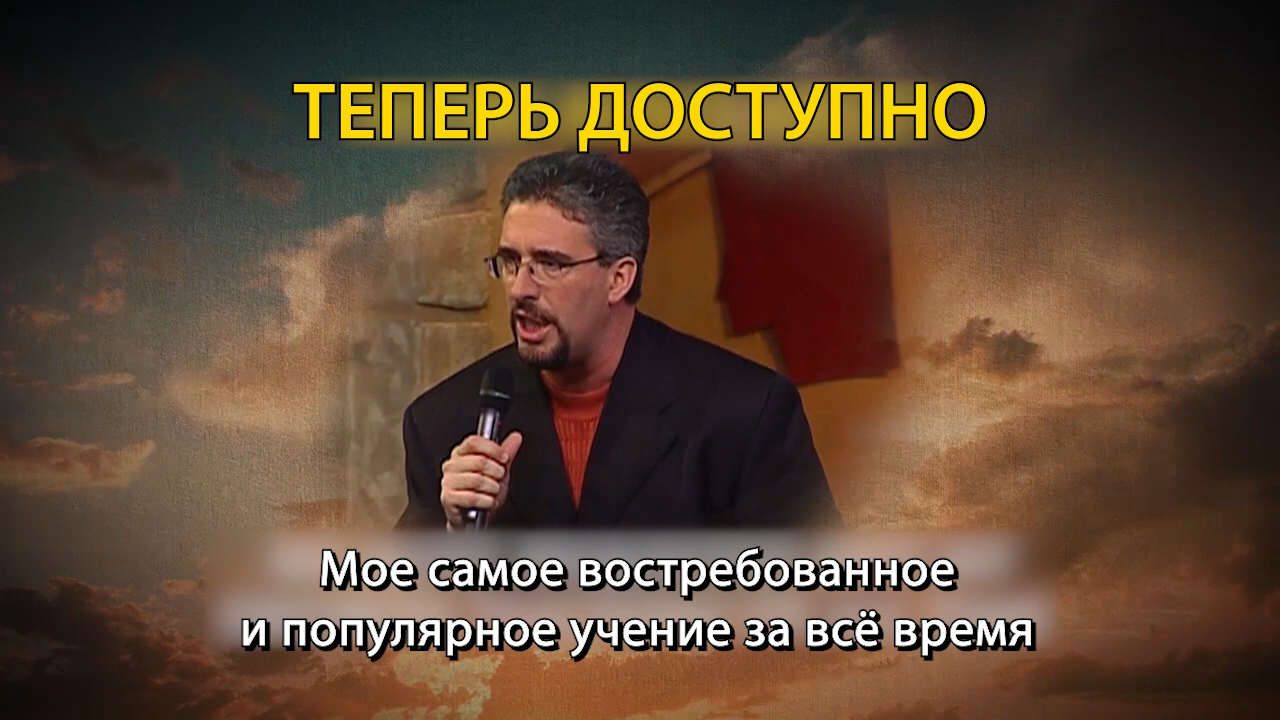 ТЕПЕРЬ ДОСТУПНО
Мое самое востребованное
и популярное учение за всё время